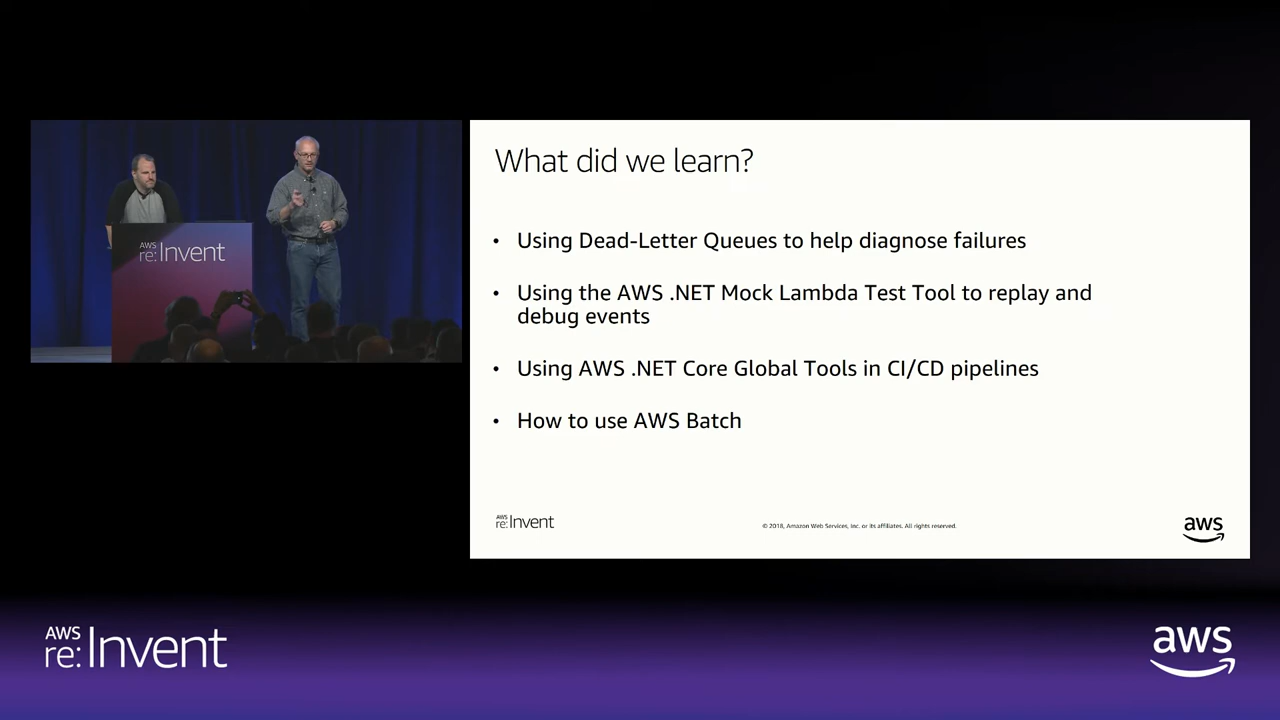 AWS
re:Invent
What did we learn?
• Using Dead-Letter Queues to help diagnose failures
• Using the AWS .NET Mock Lambda Test Tool to replay and
debug events
• Using AWS .NET Core Global Tools in CI/CD pipelines
• How to use AWS Batch
AWS
re:Invent
© 2018, Amazon Web Services, Inc. or its affiliates. All rights reserved.
aws
AWS
re:Invent
aws